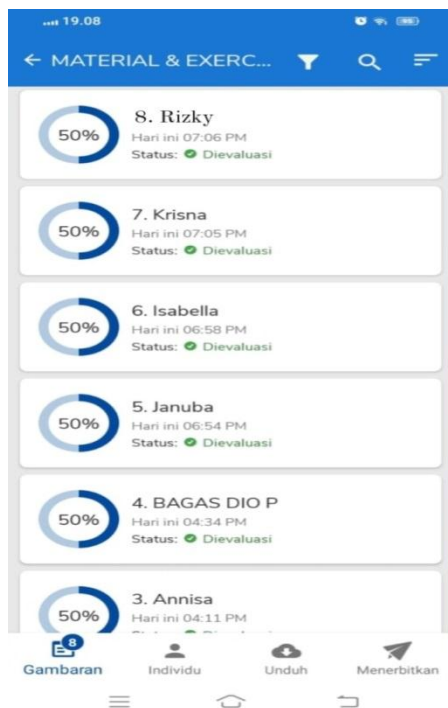 19.08
MATERIAL & EXERC...
50%
8. Rizky
Hari ini 07:06 PM
Status: Dievaluasi
50%
7. Krisna
Hari ini 07:05 PM
Status: Dievaluasi
50%
6. Isabella
Hari ini 06:58 PM
Status: Dievaluasi
50%
5. Januba
Hari ini 06:54 PM
Status: Dievaluasi
50%
4. BAGAS DIO P
Hari ini 04:34 PM
Status: Dievaluasi
50%
3. Annisa
Hari ini 04:11 PM
8
Gambaran Individu Unduh Menerbitkan